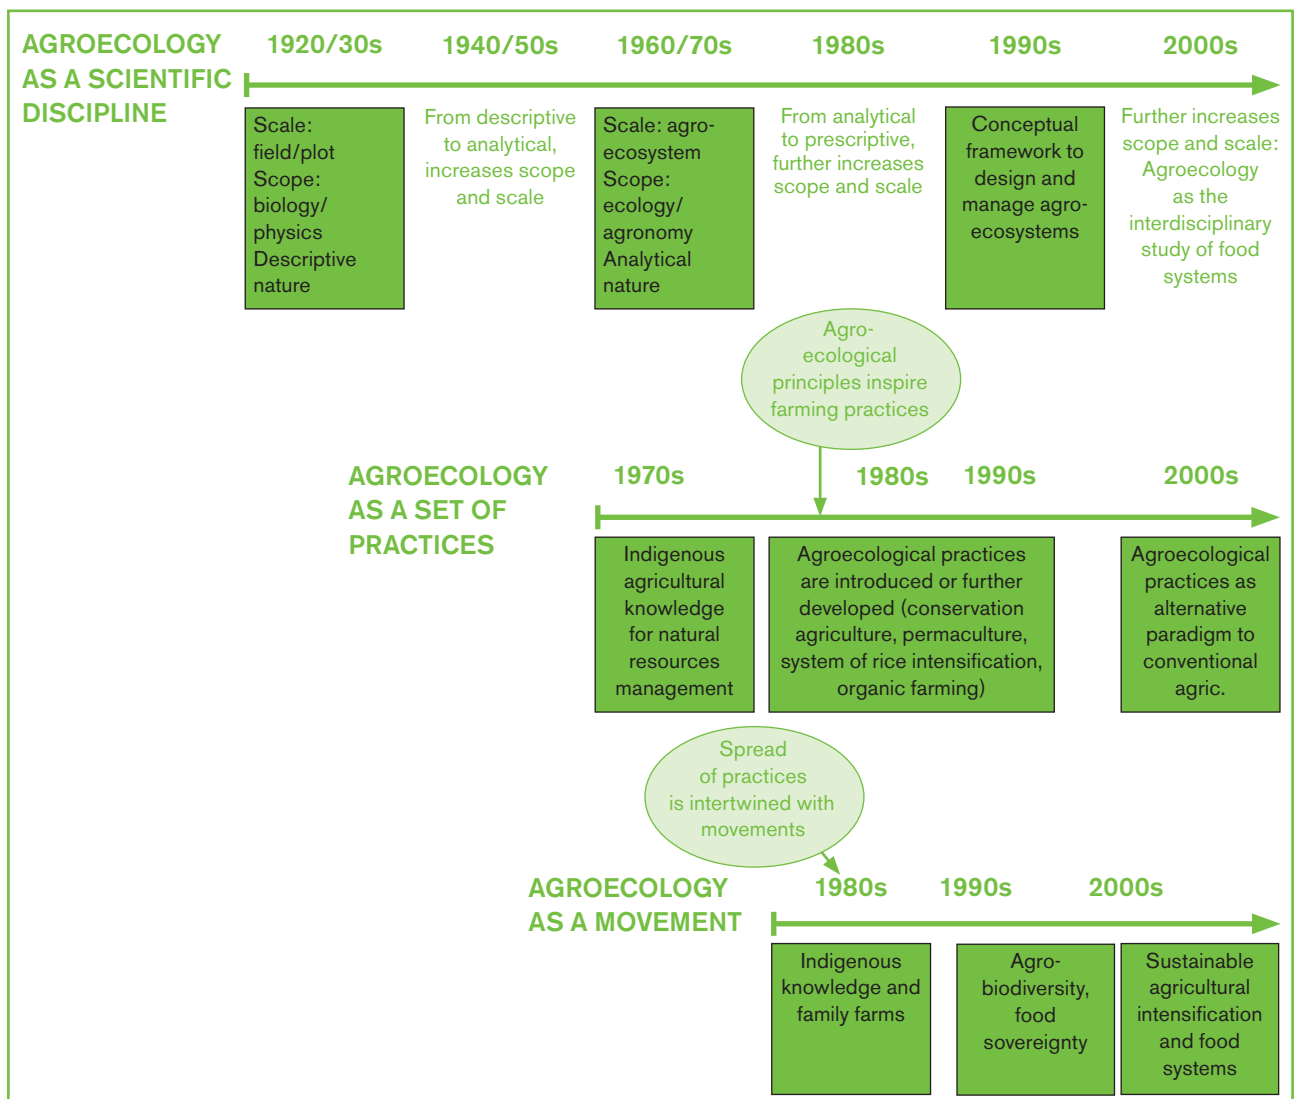 AGROECOLOGY
AS A SCIENTIFIC
DISCIPLINE
1920/30s
1940/50s
1960/70s
1980s
1990s
2000s
Scale:
field/plot
Scope:
biology/
physics
Descriptive
nature
From descriptive
to analytical,
increases scope
and scale
Scale: agro-
ecosystem
Scope:
ecology/
agronomy
Analytical
nature
From analytical
to prescriptive,
further increases
scope and scale
Conceptual
framework to
design and
manage agro-
ecosystems
Further increases
scope and scale:
Agroecology
as the
interdisciplinary
study of food
systems
Agro-
ecological
principles inspire
farming practices
AGROECOLOGY
AS A SET OF
PRACTICES
1970s
1980s
1990s
2000s
Indigenous
agricultural
knowledge
for natural
resources
management
Agroecological practices
are introduced or further
developed (conservation
agriculture, permaculture,
system of rice intensification,
organic farming)
Agroecological
practices as
alternative
paradigm to
conventional
agric.
Spread
of practices
is intertwined with
movements
AGROECOLOGY
AS A MOVEMENT
1980s
1990s
2000s
Indigenous
knowledge and
family farms
Agro-
biodiversity,
food
sovereignty
Sustainable
agricultural
intensification
and food
systems